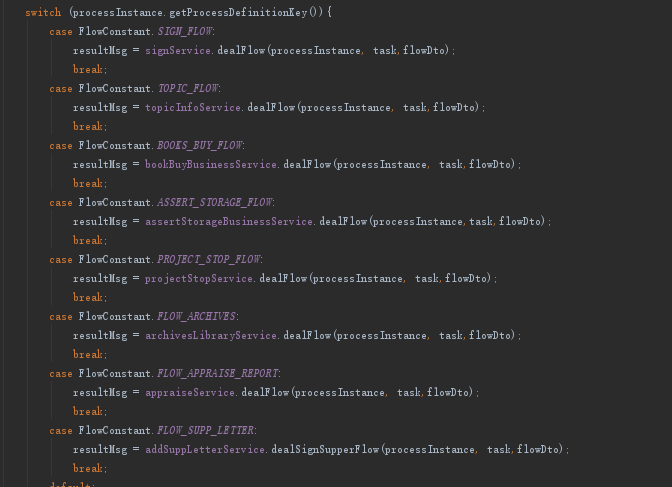 switch (processInstance.getProcessDefinitionKey()){
case FlowConstant.SIGN_FLOW:
resultMsg = signService.dealFlow(processInstance, task,flowDto);
break;
case FlowConstant.TOPIC_FLOW:
resultMsg = topicInfoService.dealFlow(processInstance, task,flowDto);
break;
case FlowConstant.BOOKS_BUY_FLOW:
resultMsg = bookBuyBusinessService.dealFlow(processInstance, task,flowDto);
break;
case FlowConstant.ASSERT_STORAGE_FLOW:
resultMsg = assertStorageBusinessService.dealFlow(processInstance,task,flowDto);
break;
case FlowConstant.PROJECT_STOP_FLOW:
resultMsg = projectStopService.dealFlow(processInstance, task,flowDto);
break;
case FlowConstant.FLOW_ARCHIVES:
resultMsg = archivesLibraryService.dealFlow(processInstance, task,flowDto);
break;
case FlowConstant.FLOW_APPRAISE_REPORT:
resultMsg = appraiseService.dealFlow(processInstance, task,flowDto);
break;
case FlowConstant.FLOW_SUPP_LETTER:
resultMsg = addSuppLetterService.dealSignSupperFlow(processInstance, task,flowDto);
break;
default: